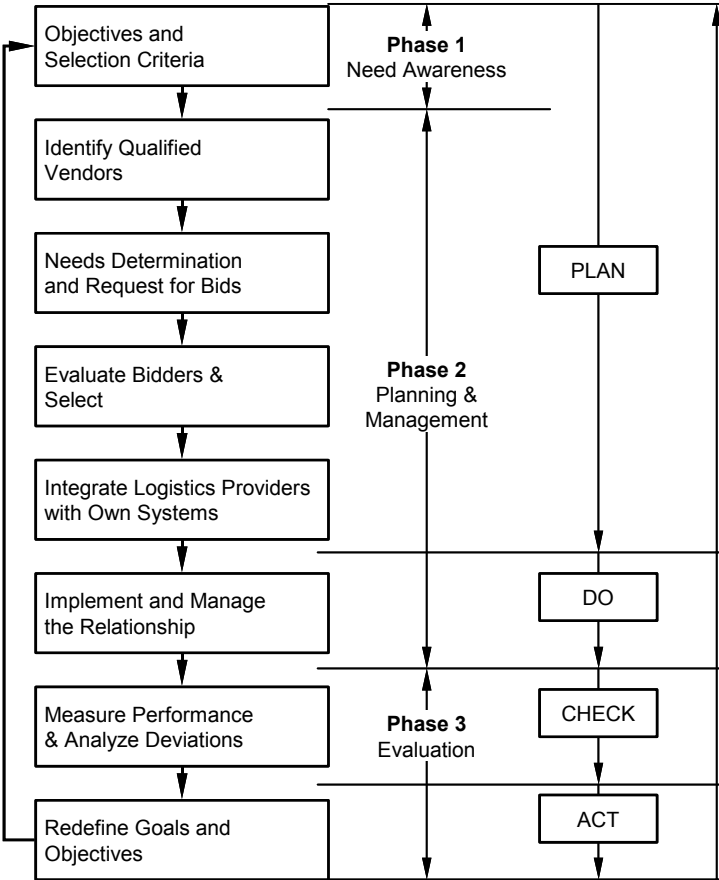 Objectives and
Selection Criteria
Phase 1
Need Awareness
Identify Qualified
Vendors
Needs Determination
and Request for Bids
PLAN
Evaluate Bidders &
Select
Phase 2
Planning &
Management
Integrate Logistics Providers
with Own Systems
Implement and Manage
the Relationship
DO
Measure Performance
& Analyze Deviations
Phase 3
Evaluation
CHECK
Redefine Goals and
Objectives
ACT